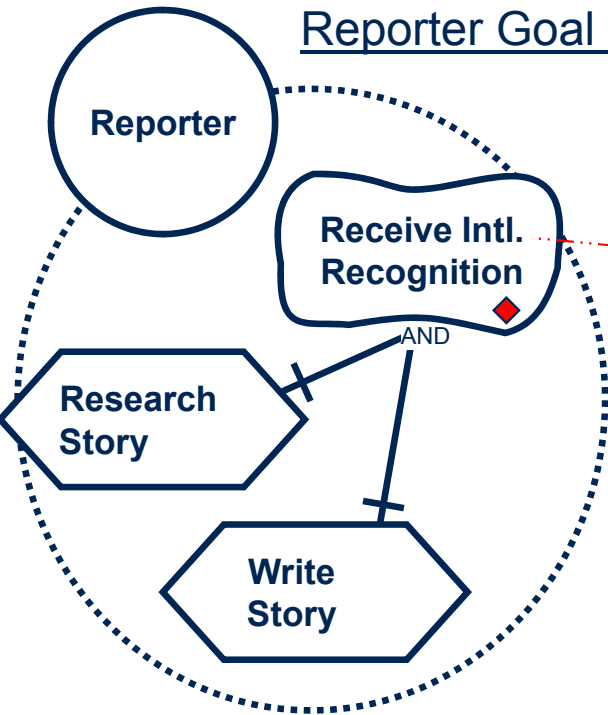 Reporter Goal
Reporter
Receive Intl.
Recognition
AND
Research
Story
Write
Story